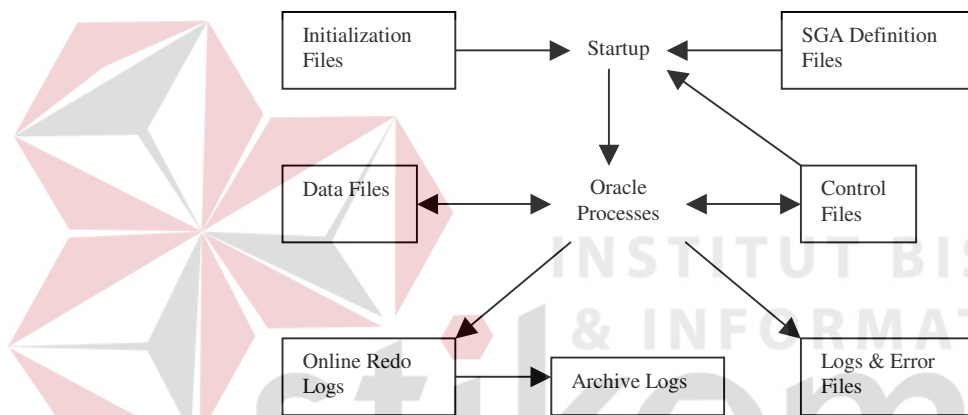 Initialization
Files
Startup
SGA Definition
Files
Data Files
Oracle
Processes
Control
Files
INSTITUT BIS
& INFORMAT
Online Redo
Logs
Archive Logs
Logs & Error
Files
stikom